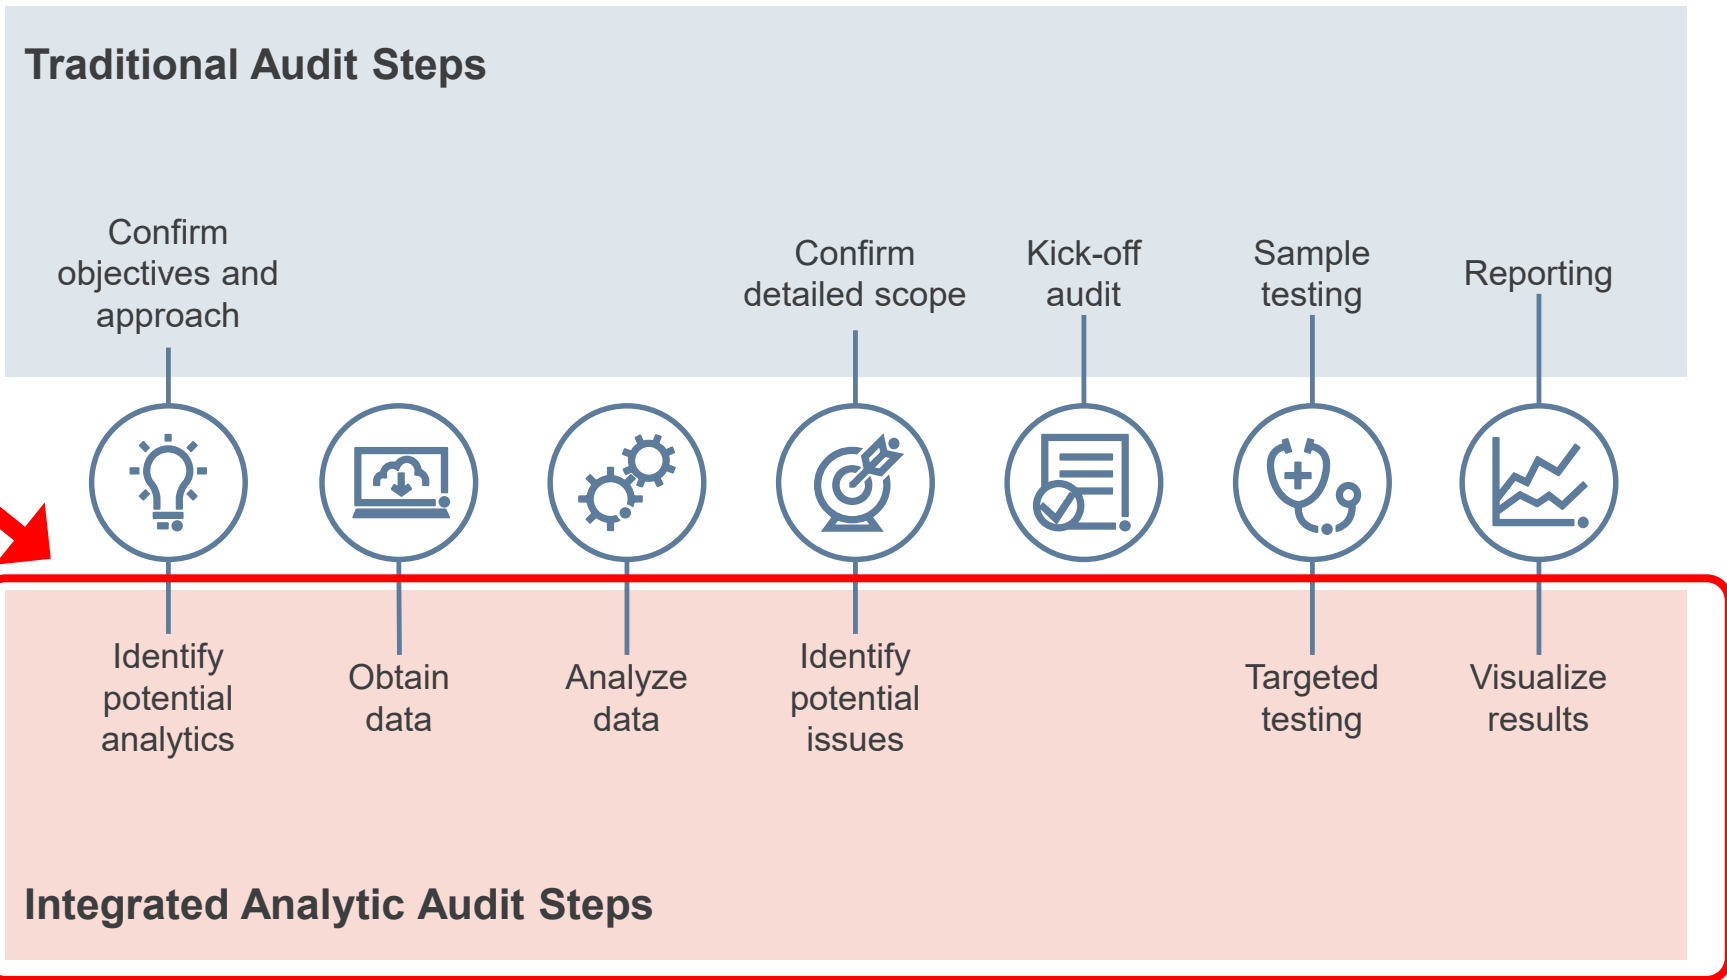 Traditional Audit Steps
Confirm
objectives and
approach
Confirm
detailed scope
Kick-off
audit
Sample
testing
Reporting
Identify
potential
analytics
Obtain
data
Analyze
data
Identify
potential
issues
Targeted
testing
Visualize
results
Integrated Analytic Audit Steps